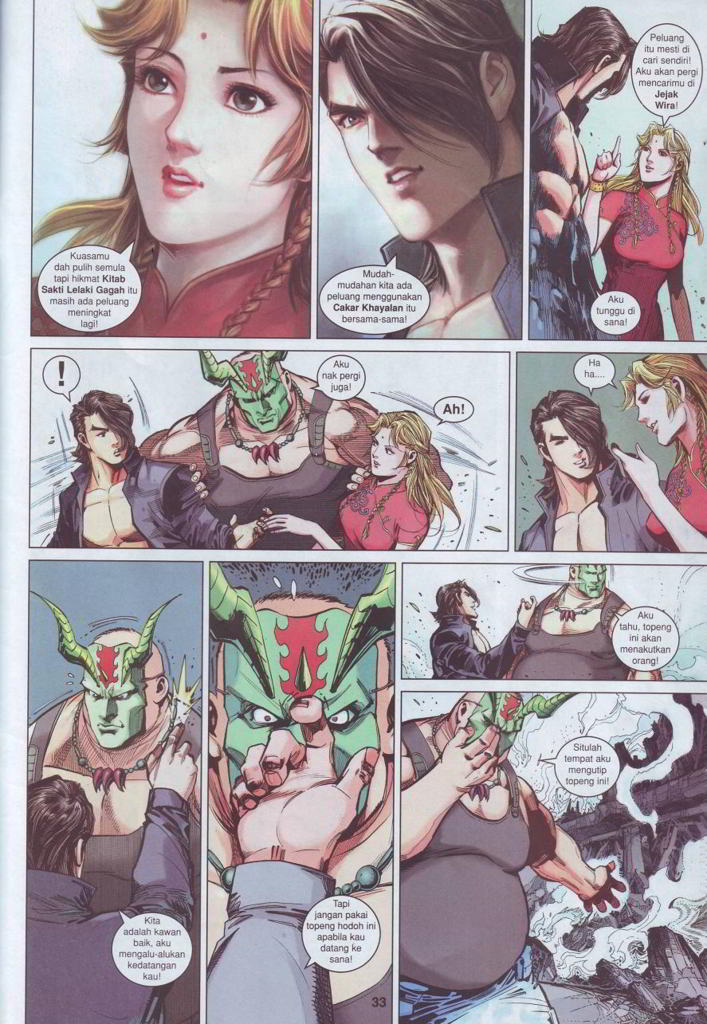 Kuasamu
dah pulih semula
tapi hikmat Kitab
Sakti Lelaki Gagah itu
masih ada peluang
meningkat
lagi!
Mudah-
mudahan kita ada
peluang menggunakan
Cakar Khayalan itu
bersama-sama!
Peluang
itu mesti di
cari sendiri!
Aku akan pergi
mencarimu di
Jejak
Wira!
Aku
tunggu di
sana!
!
Aku
nak pergi
juga!
Ah!
Ha
ha....
Kita
adalah kawan
baik, aku
mengalu-alukan
kedatangan
kau!
Tapi
jangan pakai
topeng hodoh ini
apabila kau
datang ke
sana!
Aku
tahu, topeng
ini akan
menakutkan
orang!
Situlah
tempat aku
mengutip
topeng ini!
33